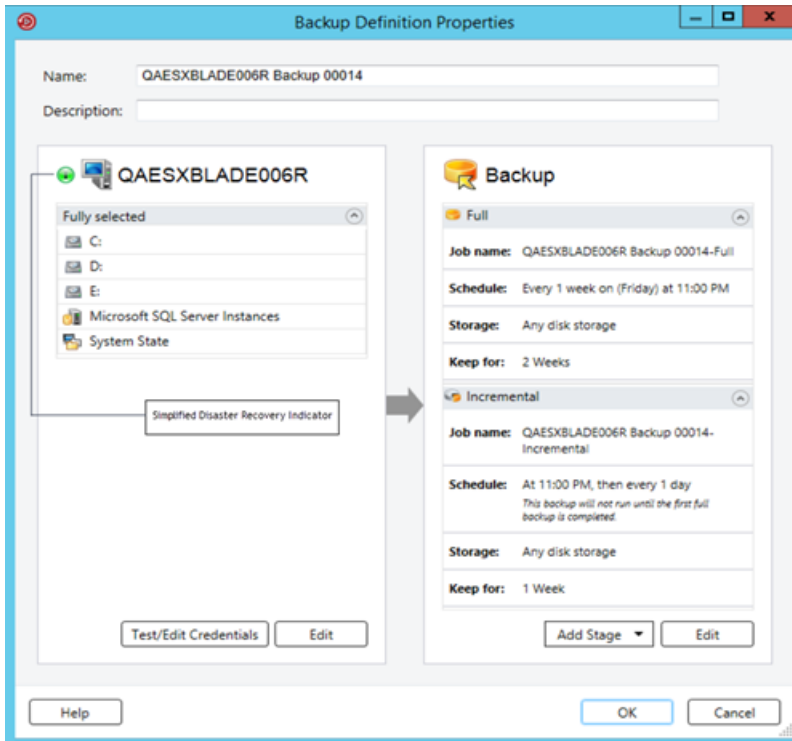 Backup Definition Properties
Name: QAESXBLADE006R Backup 00014
Description:
QAESXBLADE006R
Fully selected
C:
D:
E:
Microsoft SQL Server Instances
System State
Simplified Disaster Recovery Indicator
Test/Edit Credentials Edit
Backup
Full
Job name: QAESXBLADE006R Backup 00014-Full
Schedule: Every 1 week on (Friday) at 11:00 PM
Storage: Any disk storage
Keep for: 2 Weeks
Incremental
Job name: QAESXBLADE006R Backup 00014-
Incremental
Schedule: At 11:00 PM, then every 1 day
This backup will not run until the first full
backup is completed.
Storage: Any disk storage
Keep for: 1 Week
Add Stage Edit
Help OK Cancel